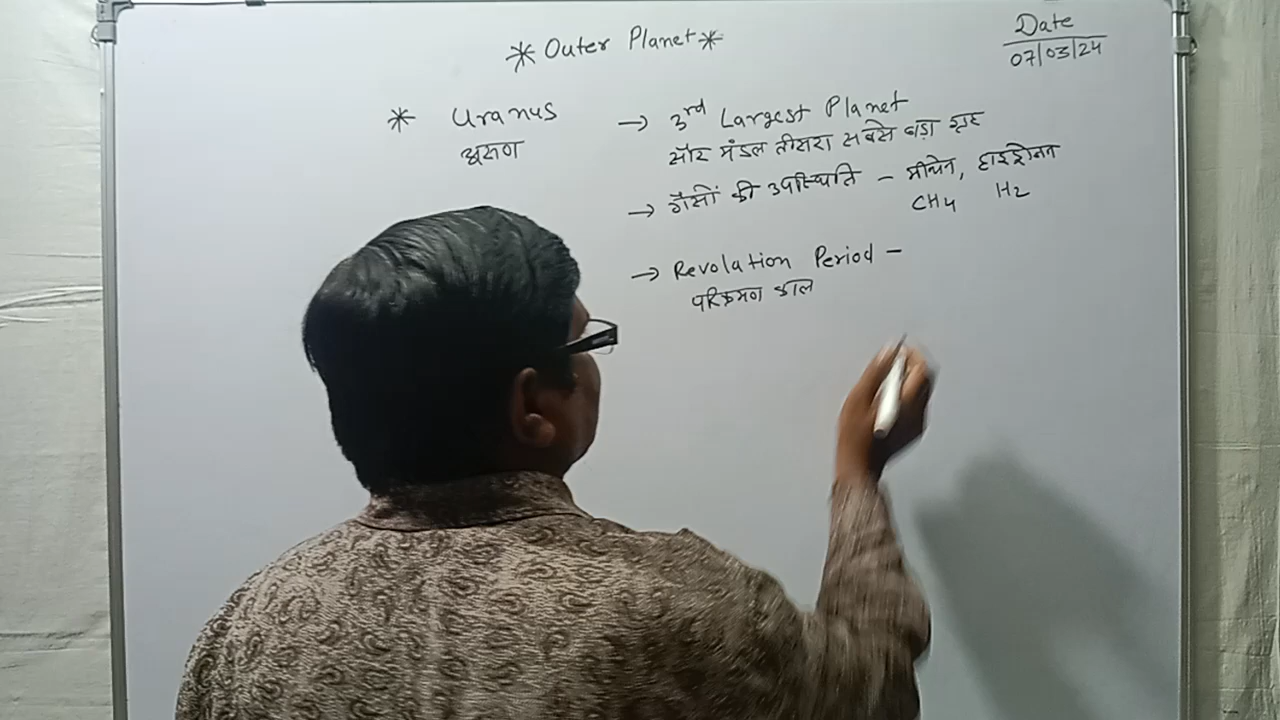 * Outer Planet *
Date
07/03/24
* Uranus → 3rd Largest Planet
अरुण सौर मंडल तीसरा सबसे बड़ा ग्रह
→ गैसों की उपस्थिति - मीथेन, हाइड्रोजन
CH4 H2
→ Revolation Period -
परिक्रमण काल